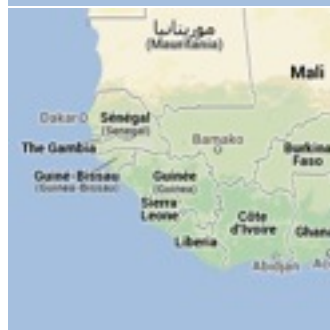 موريتانيا
(Mauritania)
Mali
Dakar
Sénégal
(Senegal)
The Gambia
Bamako
Burkina
Faso
Guiné-Bissau
(Guinea-Bissau)
Guinée
(Guinea)
Sierra
Leone
Côte
d'Ivoire
Ghana
Liberia
Abidjan
Ac